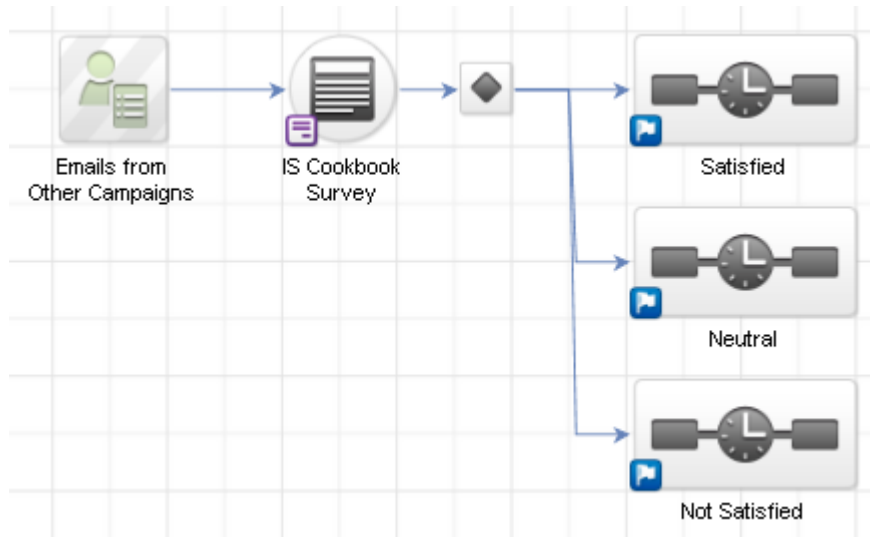 Emails from
Other Campaigns
IS Cookbook
Survey
Satisfied
Neutral
Not Satisfied